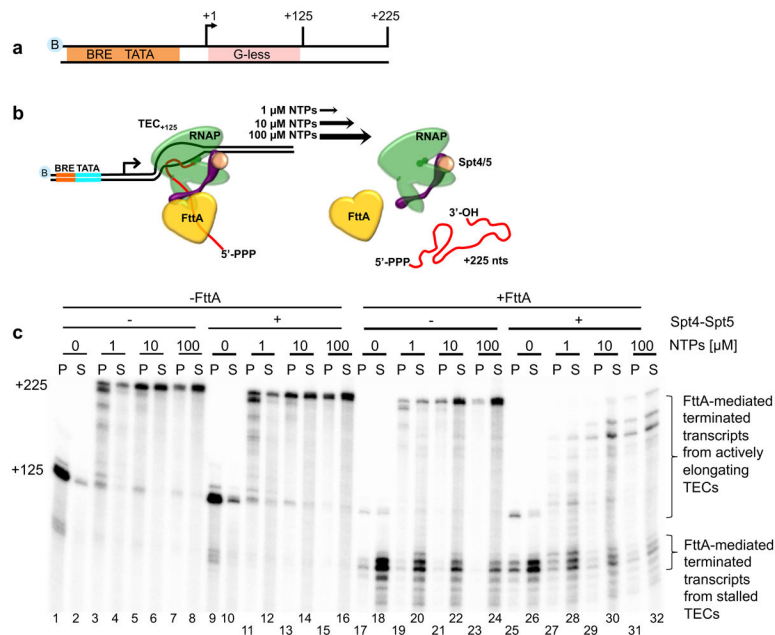 +1
+125
+225
a
B
BRE TATA
G-less
b
TEC+125
RNAP
1 µM NTPs
10 µM NTPs
100 µM NTPs
RNAP
Spt4/5
B
BRE TATA
FttA
5'-PPP
FttA
3'-OH
5'-PPP
+225 nts
-FttA
+FttA
c
- + - +
Spt4-Spt5
0 1 10 100 0 1 10 100 0 1 10 100 0 1 10 100
NTPs [µM]
P S P S P S P S P S P S P S P S P S P S P S P S P S P S P S P S
+225
+125
FttA-mediated
terminated
transcripts
from actively
elongating
TECs
FttA-mediated
terminated
transcripts
from stalled
TECs
1 2 3 4 5 6 7 8 9 10 12 14 16 18 20 22 24 26 28 30 32
11 13 15 17 19 21 23 25 27 29 31